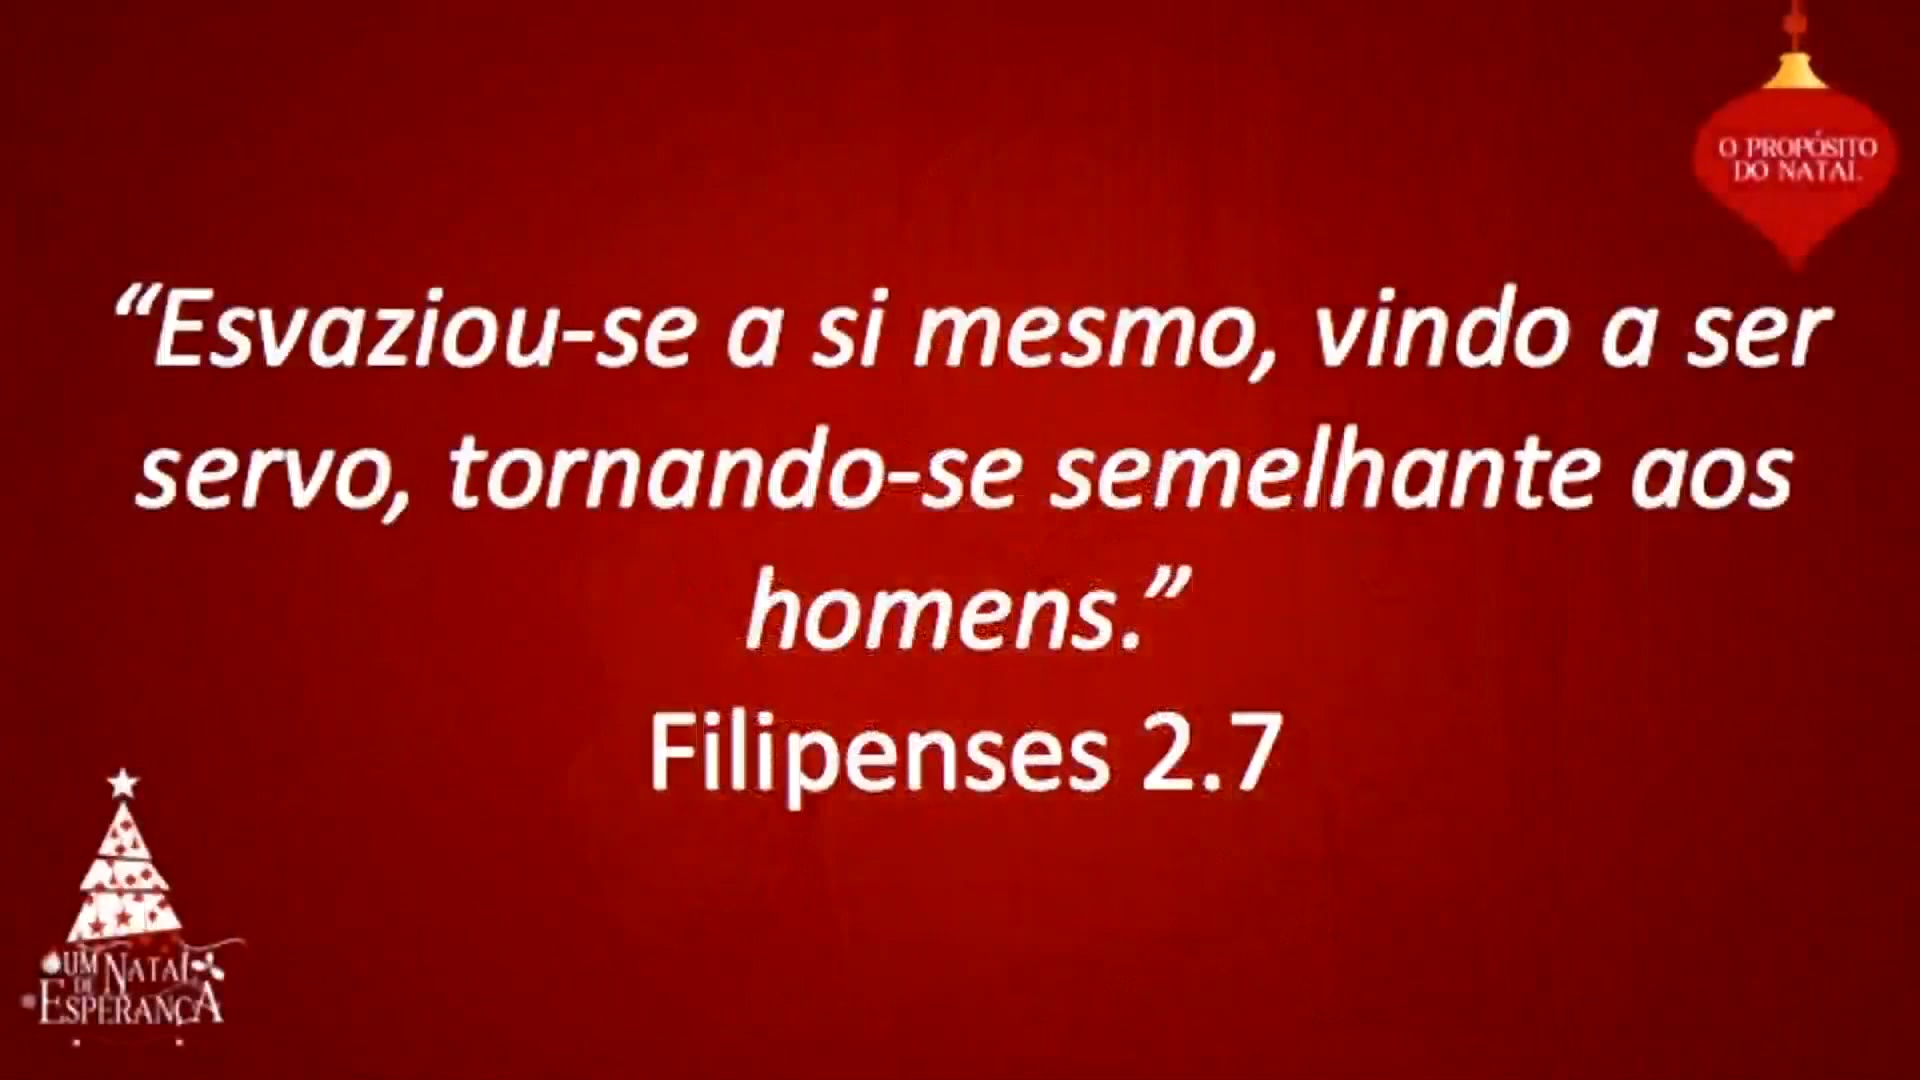 O PROPÓSITO
DO NATAL
“Esvaziou-se a si mesmo, vindo a ser
servo, tornando-se semelhante aos
homens.”
Filipenses 2.7
UM NATAL
DE
ESPERANÇA